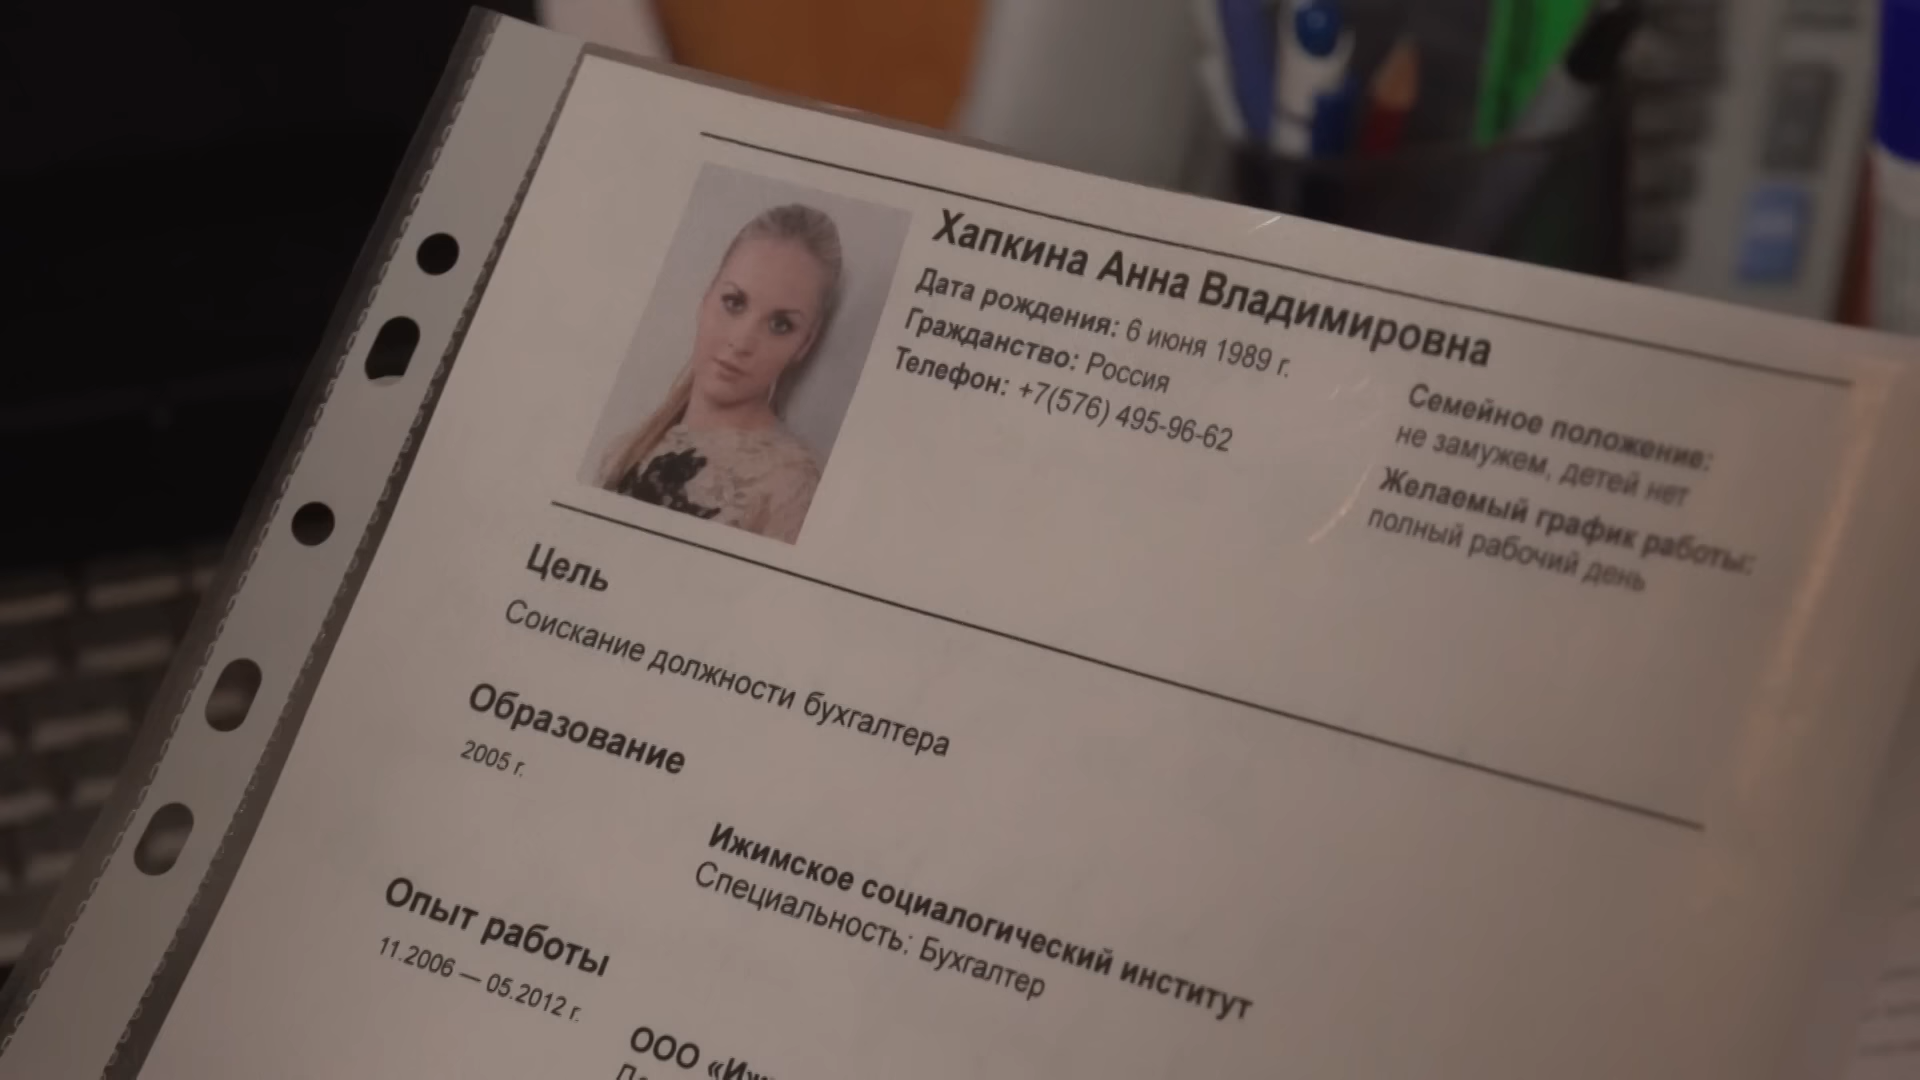 Хапкина Анна Владимировна
Дата рождения: 6 июня 1989 г.
Гражданство: Россия
Телефон: +7(576) 495-96-62
Семейное положение:
не замужем, детей нет
Желаемый график работы:
полный рабочий день
Цель
Соискание должности бухгалтера
Образование
2005 г.
Ижимское социалогический институт
Специальность: Бухгалтер
Опыт работы
11.2006 — 05.2012 г.
ООО